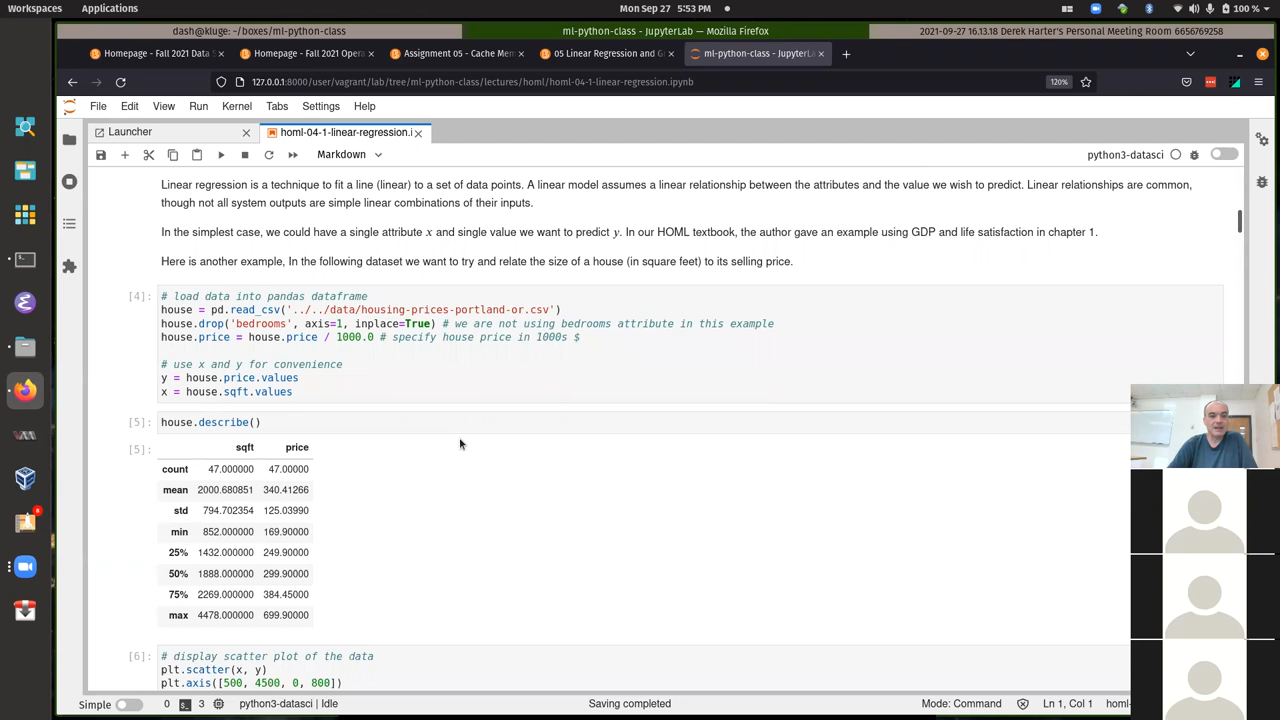 Workspaces Applications Mon Sep 27 5:53 PM 100 %
dash@kluge: ~/boxes/ml-python-class ml-python-class - JupyterLab — Mozilla Firefox 2021-09-27 16.13.18 Derek Harter's Personal Meeting Room 6656769258
Homepage - Fall 2021 Data S Homepage - Fall 2021 Opera Assignment 05 - Cache Mem 05 Linear Regression and G ml-python-class - JupyterLa
127.0.0.1:8000/user/vagrant/lab/tree/ml-python-class/lectures/homl/homl-04-1-linear-regression.ipynb 120%
File Edit View Run Kernel Tabs Settings Help
Launcher homl-04-1-linear-regression.i
Markdown python3-datasci
Linear regression is a technique to fit a line (linear) to a set of data points. A linear model assumes a linear relationship between the attributes and the value we wish to predict. Linear relationships are common,
though not all system outputs are simple linear combinations of their inputs.
In the simplest case, we could have a single attribute x and single value we want to predict y. In our HOML textbook, the author gave an example using GDP and life satisfaction in chapter 1.
Here is another example, In the following dataset we want to try and relate the size of a house (in square feet) to its selling price.
[4]: # load data into pandas dataframe
house = pd.read_csv('../../data/housing-prices-portland-or.csv')
house.drop('bedrooms', axis=1, inplace=True) # we are not using bedrooms attribute in this example
house.price = house.price / 1000.0 # specify house price in 1000s $
# use x and y for convenience
y = house.price.values
x = house.sqft.values
[5]: house.describe()
[5]: sqft price
count 47.000000 47.00000
mean 2000.680851 340.41266
std 794.702354 125.03990
min 852.000000 169.90000
25% 1432.000000 249.90000
50% 1888.000000 299.90000
75% 2269.000000 384.45000
max 4478.000000 699.90000
[6]: # display scatter plot of the data
plt.scatter(x, y)
plt.axis([500, 4500, 0, 800])
Simple 0 3 python3-datasci | Idle Saving completed Mode: Command Ln 1, Col 1 homl-